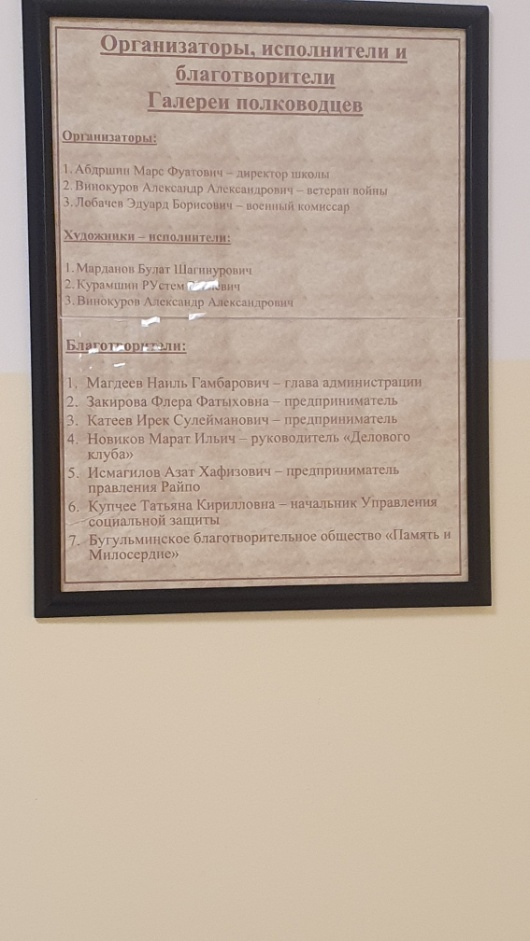 Организаторы, исполнители и
благотворители
Галереи полководцев
Организаторы:
1. Абдршин Марс Фуатович – директор школы
2. Винокуров Александр Александрович – ветеран войны
3. Лобачев Эдуард Борисович – военный комиссар
Художники – исполнители:
1. Марданов Булат Шагинурович
2. Курамшин РУстем
3. Винокуров Александр Александрович
Благотворители:
1. Магдеев Наиль Гамбарович – глава администрации
2. Закирова Флера Фатыховна – предприниматель
3. Катеев Ирек Сулейманович – предприниматель
4. Новиков Марат Ильич – руководитель «Делового
клуба»
5. Исмагилов Азат Хафизович – предприниматель
правления Райпо
6. Купчее Татьяна Кирилловна – начальник Управления
социальной защиты
7. Бугульминское благотворительное общество «Память и
Милосердие»